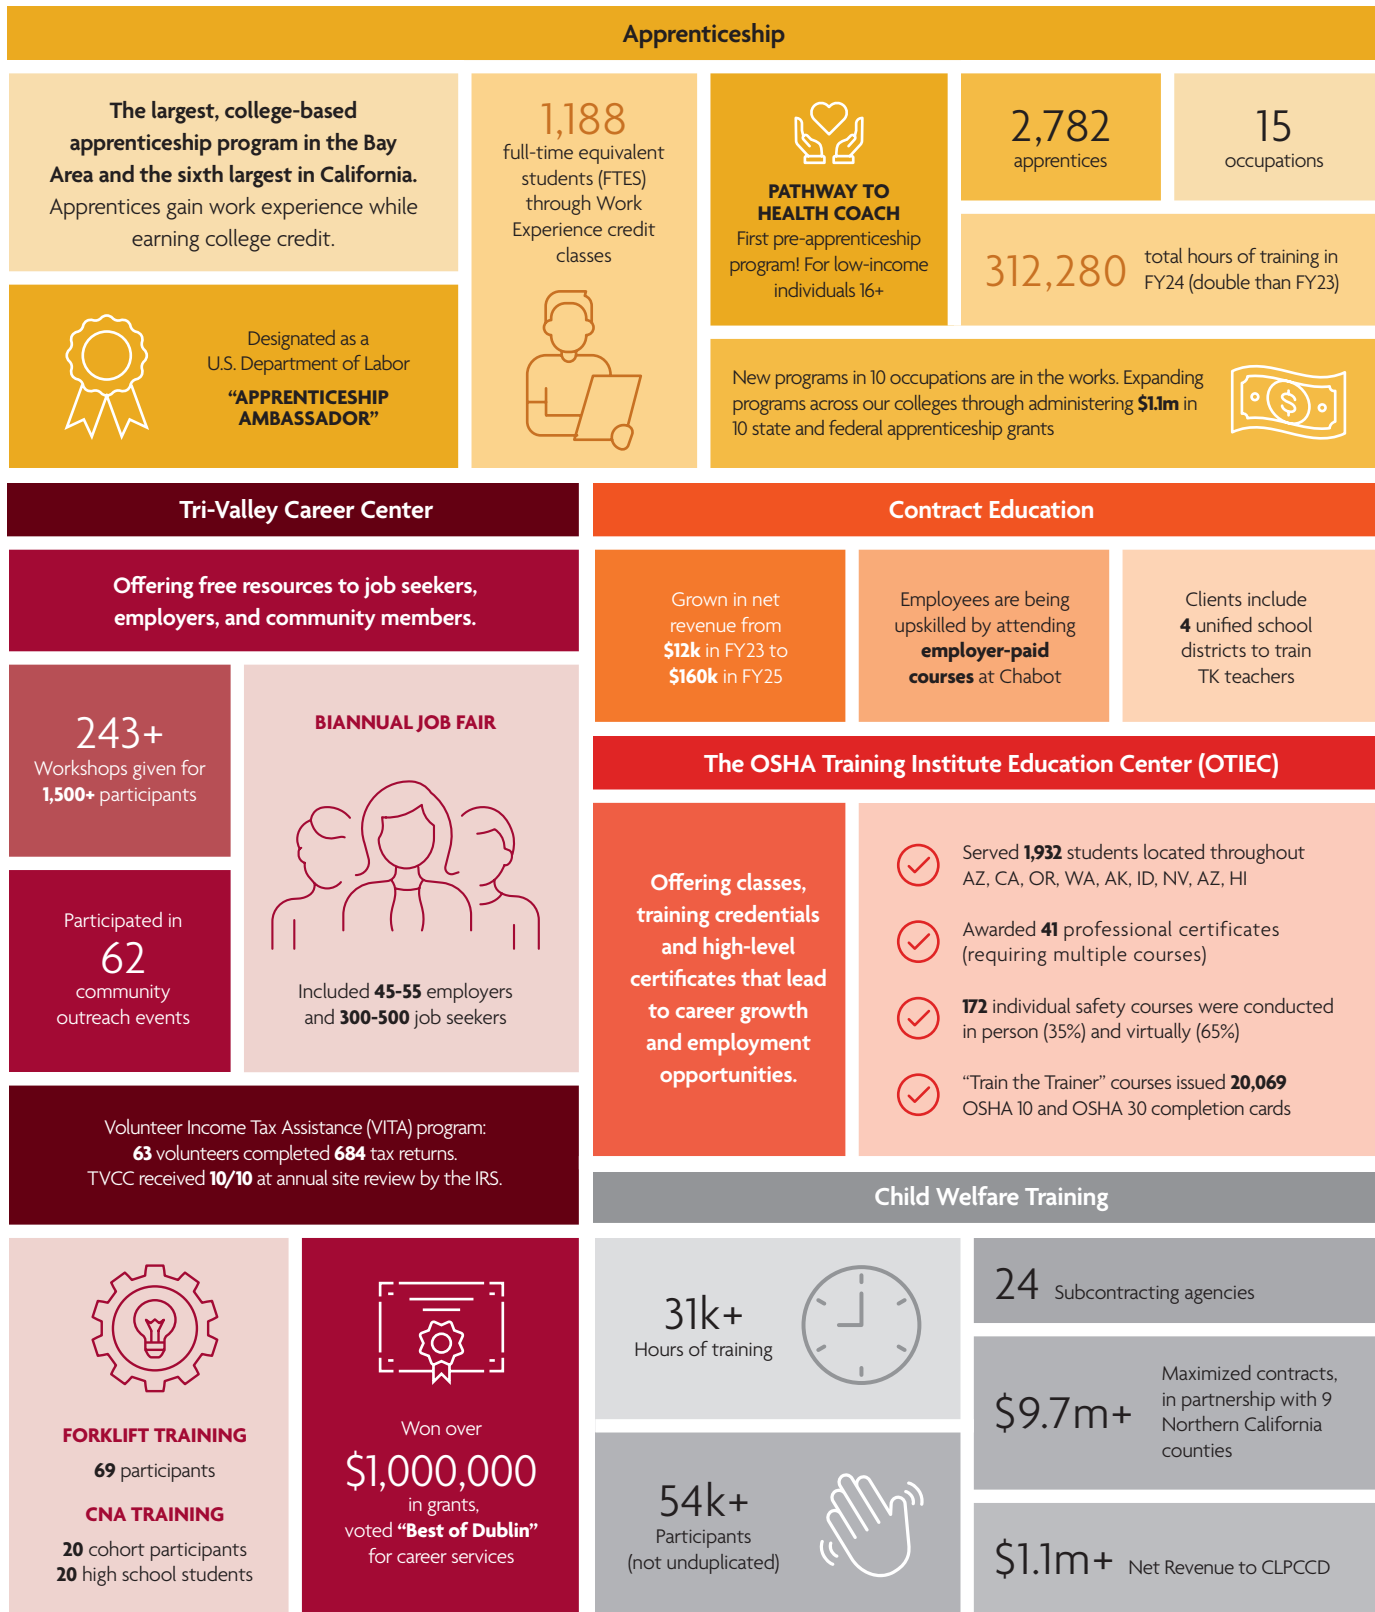 Apprenticeship
The largest, college-based
apprenticeship program in the Bay
Area and the sixth largest in California.
Apprentices gain work experience while
earning college credit.
Designated as a
U.S. Department of Labor
“APPRENTICESHIP
AMBASSADOR”
1,188
full-time equivalent
students (FTES)
through Work
Experience credit
classes
PATHWAY TO
HEALTH COACH
First pre-apprenticeship
program! For low-income
individuals 16+
2,782
apprentices
15
occupations
312,280
total hours of training in
FY24 (double than FY23)
New programs in 10 occupations are in the works. Expanding
programs across our colleges through administering $1.1m in
10 state and federal apprenticeship grants
$
Tri-Valley Career Center
Offering free resources to job seekers,
employers, and community members.
243+
Workshops given for
1,500+ participants
Participated in
62
community
outreach events
BIANNUAL JOB FAIR
Included 45-55 employers
and 300-500 job seekers
Volunteer Income Tax Assistance (VITA) program:
63 volunteers completed 684 tax returns.
TVCC received 10/10 at annual site review by the IRS.
FORKLIFT TRAINING
69 participants
CNA TRAINING
20 cohort participants
20 high school students
Won over
$1,000,000
in grants,
voted “Best of Dublin”
for career services
Contract Education
Grown in net
revenue from
$12k in FY23 to
$160k in FY25
Employees are being
upskilled by attending
employer-paid
courses at Chabot
Clients include
4 unified school
districts to train
TK teachers
The OSHA Training Institute Education Center (OTIEC)
Offering classes,
training credentials
and high-level
certificates that lead
to career growth
and employment
opportunities.
Served 1,932 students located throughout
AZ, CA, OR, WA, AK, ID, NV, AZ, HI
Awarded 41 professional certificates
(requiring multiple courses)
172 individual safety courses were conducted
in person (35%) and virtually (65%)
“Train the Trainer” courses issued 20,069
OSHA 10 and OSHA 30 completion cards
Child Welfare Training
31k+
Hours of training
54k+
Participants
(not unduplicated)
24 Subcontracting agencies
$9.7m+
Maximized contracts,
in partnership with 9
Northern California
counties
$1.1m+ Net Revenue to CLPCCD